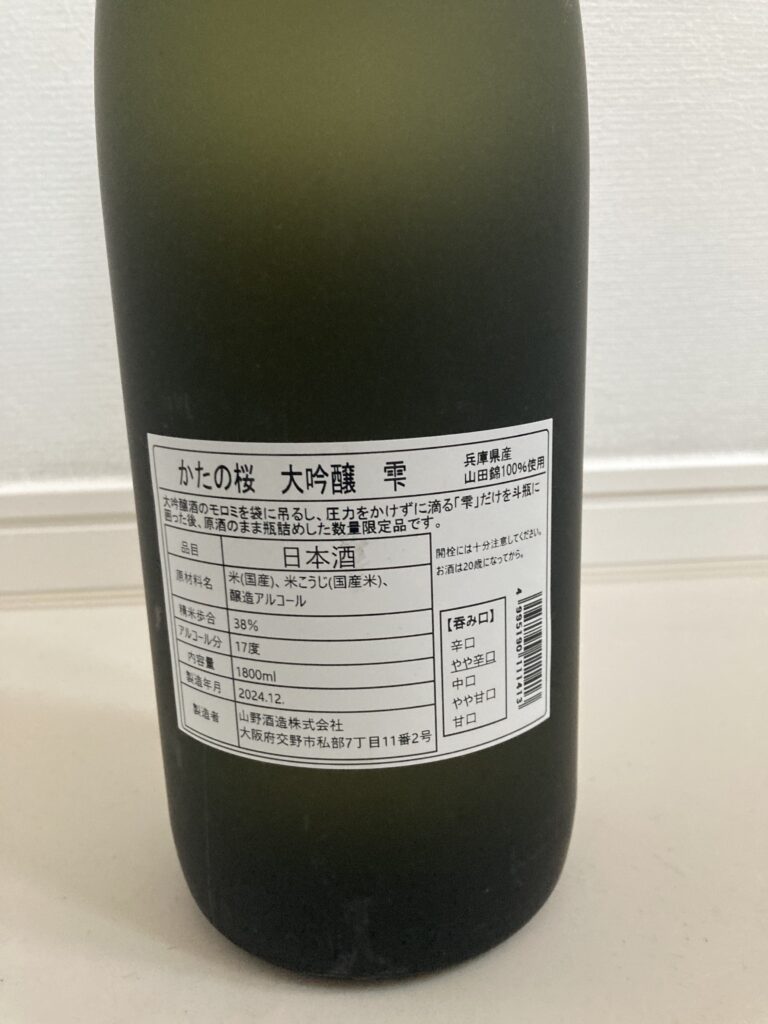 かたの桜 大吟醸 雫
兵庫県産
山田錦100%使用
大吟醸酒のモロミを袋に吊るし、圧力をかけずに滴る「雫」だけを斗瓶に
囲った後、原酒のまま瓶詰めした数量限定品です。
品目 日本酒
原材料名 米(国産)、米こうじ(国産米)、
醸造アルコール
精米歩合 38%
アルコール分 17度
内容量 1800ml
製造年月 2024.12.
製造者 山野酒造株式会社
大阪府交野市私部7丁目11番2号
開栓には十分注意してください。
お酒は20歳になってから。
【呑み口】
辛口
やや辛口
中口
やや甘口
甘口
4 995190 111413